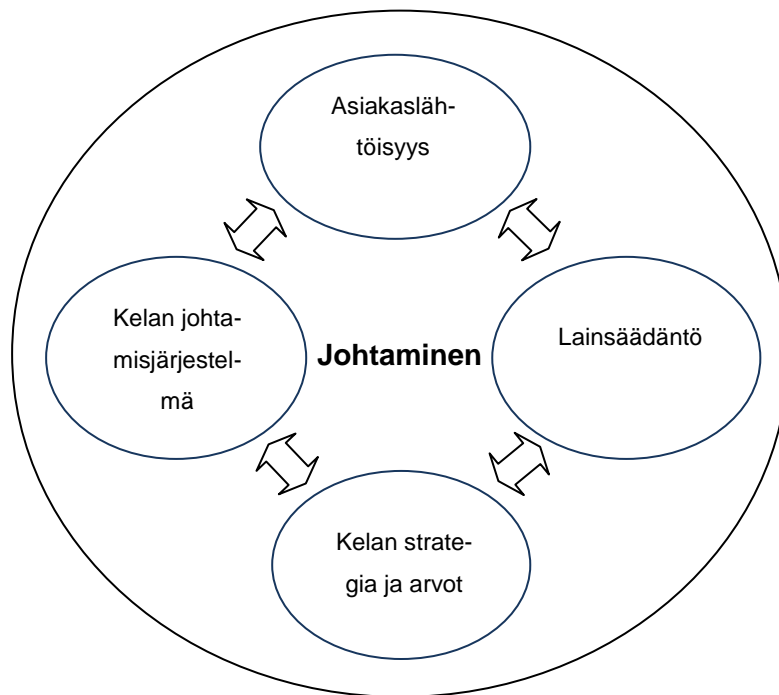 Asiakasläh-
töisyys
Kelan johta-
misjärjestel-
mä
Johtaminen
Lainsäädäntö
Kelan strate-
gia ja arvot